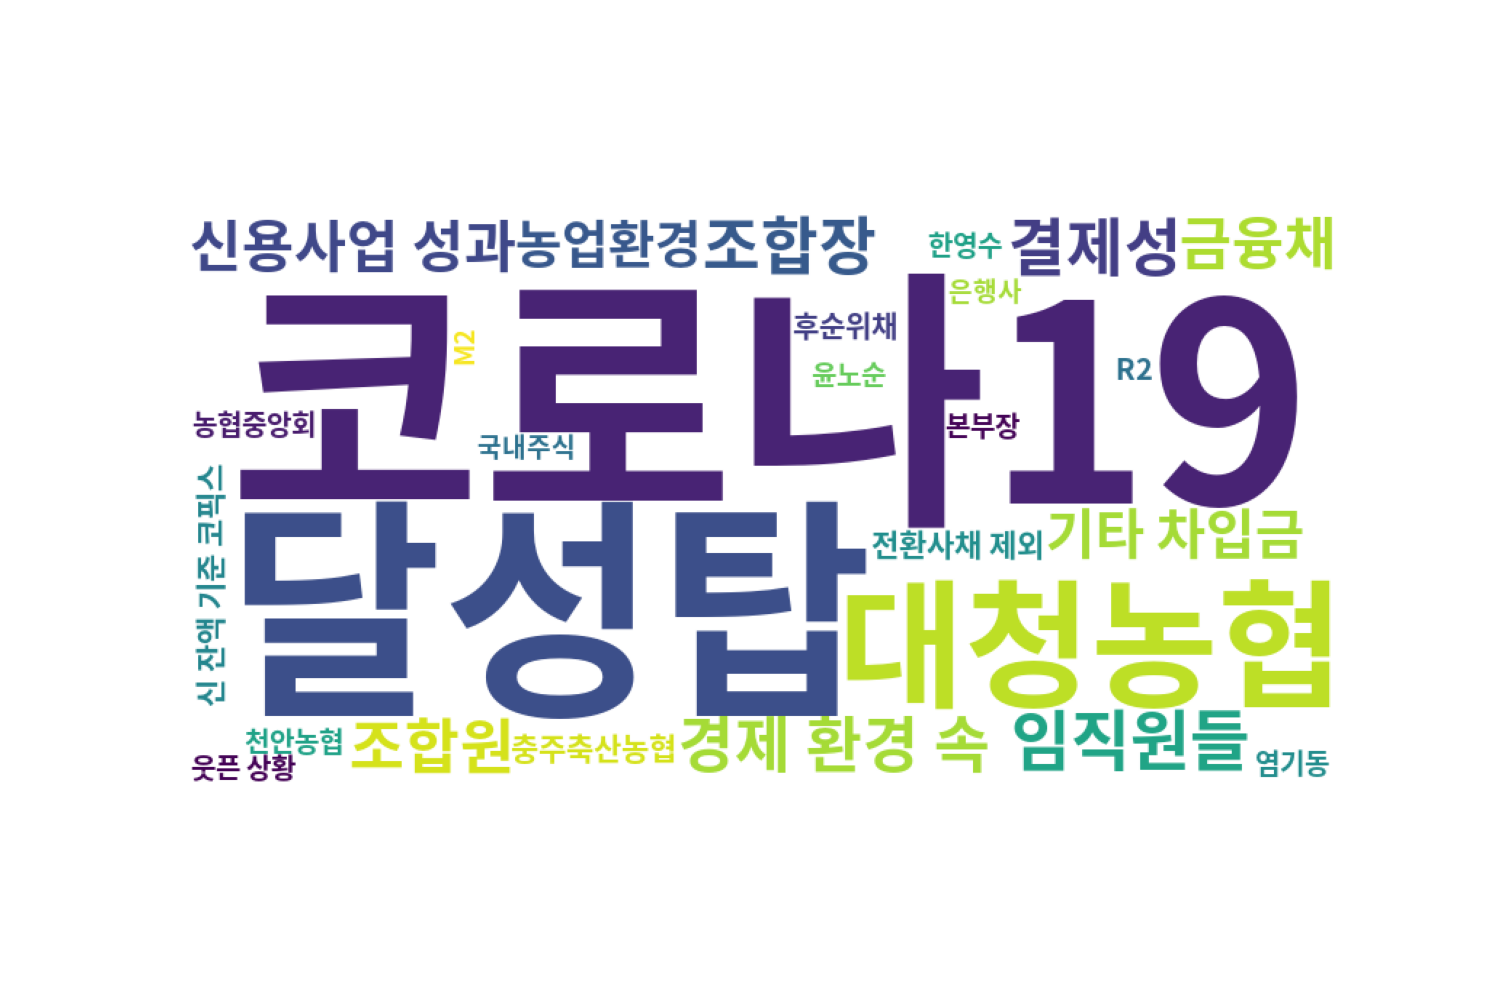 신용사업 성과 농업환경 조합장 한영수 결제성 금융채
은행사
코로나19
후순위채
M2
윤노순
R2
농협중앙회
본부장
국내주식
신 잔액 기준 코픽스
달성탑
전환사채 제외
기타 차입금
대청농협
천안농협
조합원
충주축산농협
경제 환경 속
임직원들
웃픈 상황
염기동